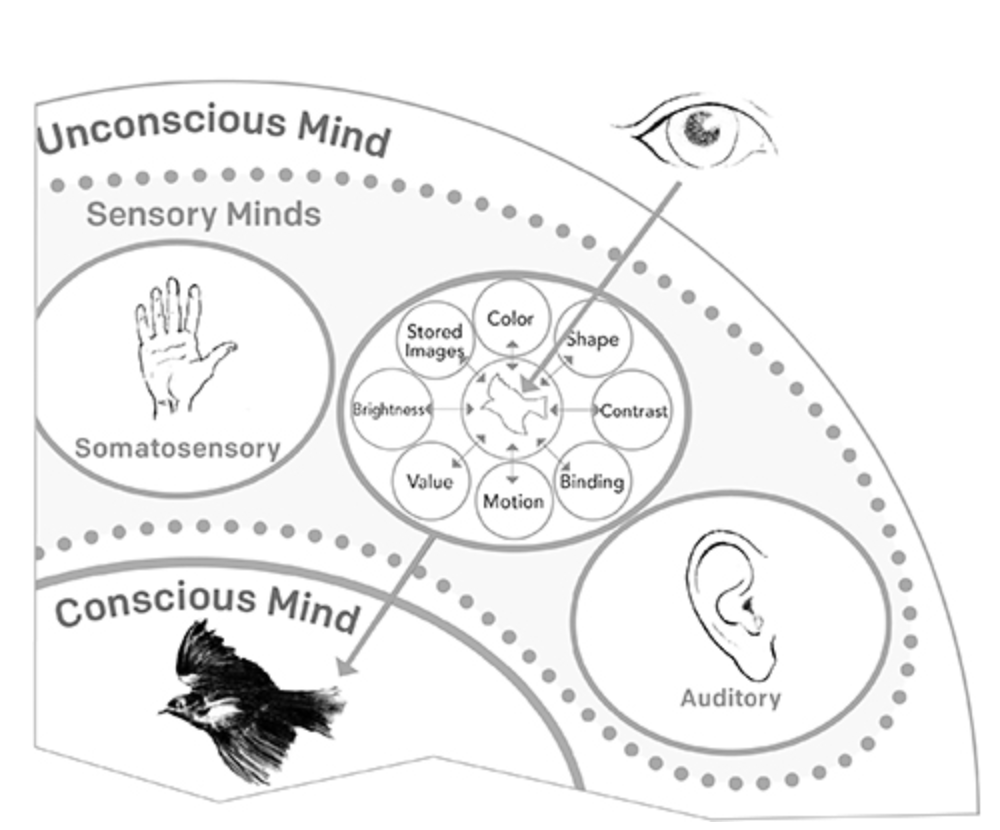 Unconscious Mind
Sensory Minds
Somatosensory
Stored
Images
Color
Shape
Brightness
Contrast
Value
Motion
Binding
Conscious Mind
Auditory